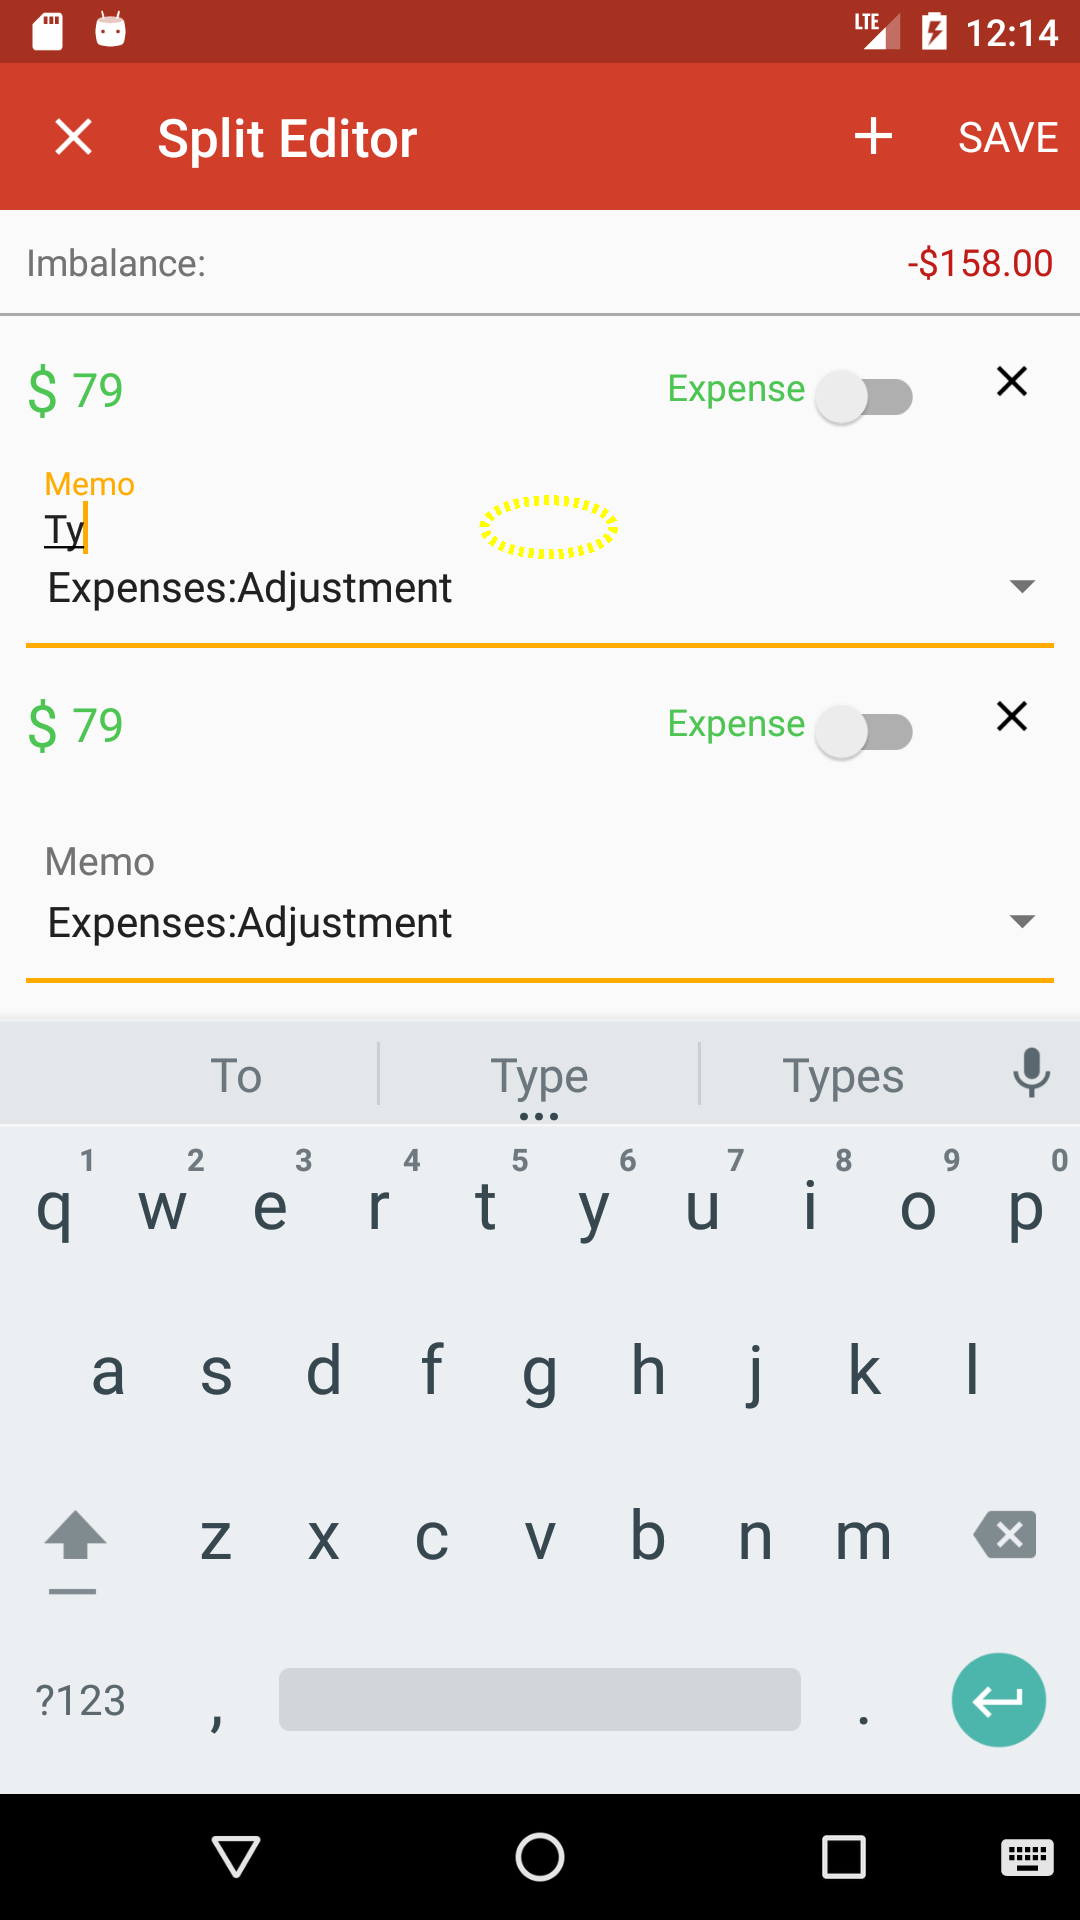 LTE 12:14
Split Editor + SAVE
Imbalance: -$158.00
$ 79 Expense
Memo
Ty
Expenses:Adjustment
$ 79 Expense
Memo
Expenses:Adjustment
To Type Types
1 2 3 4 5 6 7 8 9 0
q w e r t y u i o p
a s d f g h j k l
z x c v b n m
?123 , .